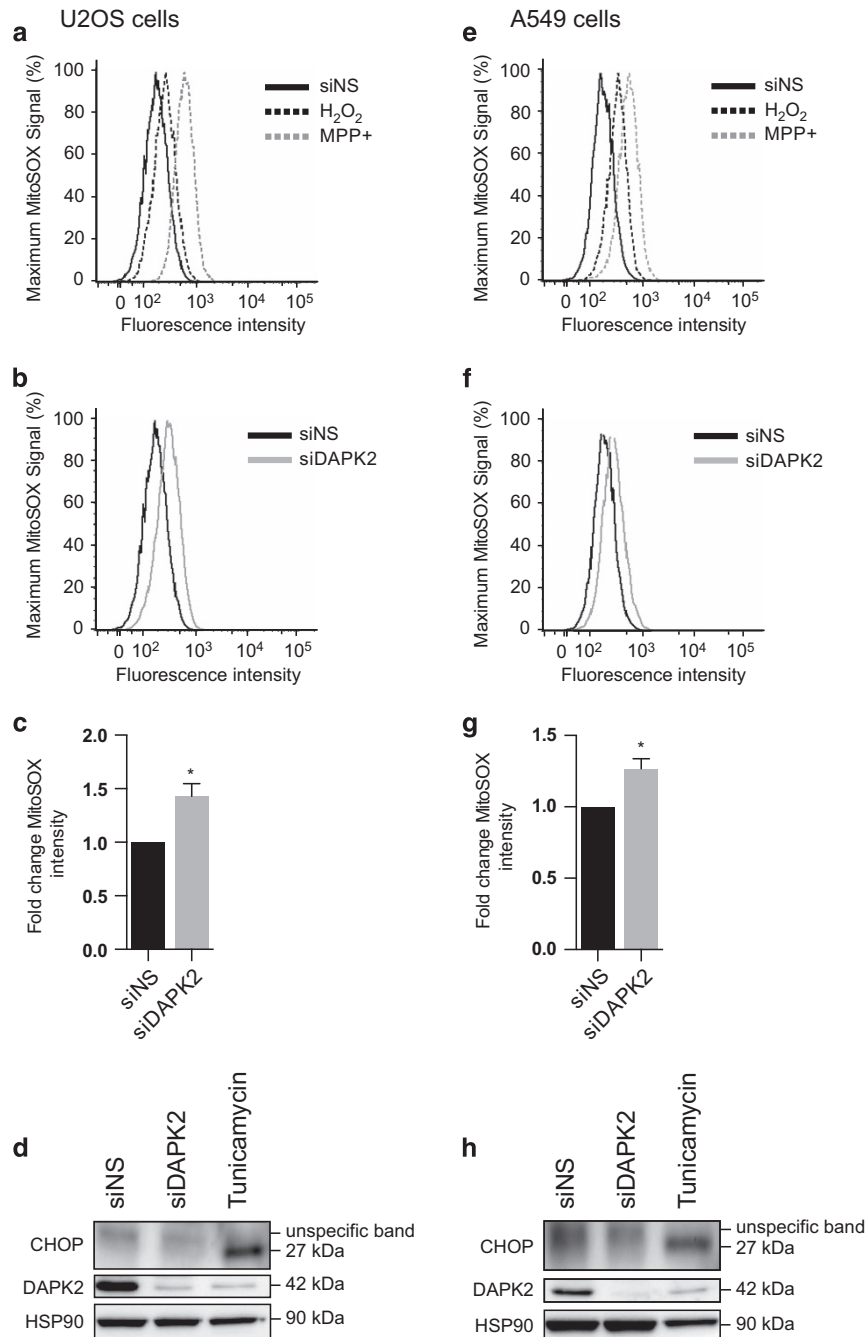 U2OS cells
a
Maximum MitoSOX Signal (%)
100
80
60
40
20
0
0 10² 10³ 10⁴ 10⁵
Fluorescence intensity
siNS
H₂O₂
MPP+
b
Maximum MitoSOX Signal (%)
100
80
60
40
20
0
0 10² 10³ 10⁴ 10⁵
Fluorescence intensity
siNS
siDAPK2
c
Fold change MitoSOX
intensity
2.0
1.5
1.0
0.5
0.0
*
siNS
siDAPK2
d
siNS
siDAPK2
Tunicamycin
CHOP
unspecific band
27 kDa
DAPK2
42 kDa
HSP90
90 kDa
A549 cells
e
Maximum MitoSOX Signal (%)
100
80
60
40
20
0
0 10² 10³ 10⁴ 10⁵
Fluorescence intensity
siNS
H₂O₂
MPP+
f
Maximum MitoSOX Signal (%)
100
80
60
40
20
0
0 10² 10³ 10⁴ 10⁵
Fluorescence intensity
siNS
siDAPK2
g
Fold change MitoSOX
intensity
1.5
1.0
0.5
0.0
*
siNS
siDAPK2
h
siNS
siDAPK2
Tunicamycin
CHOP
unspecific band
27 kDa
DAPK2
42 kDa
HSP90
90 kDa